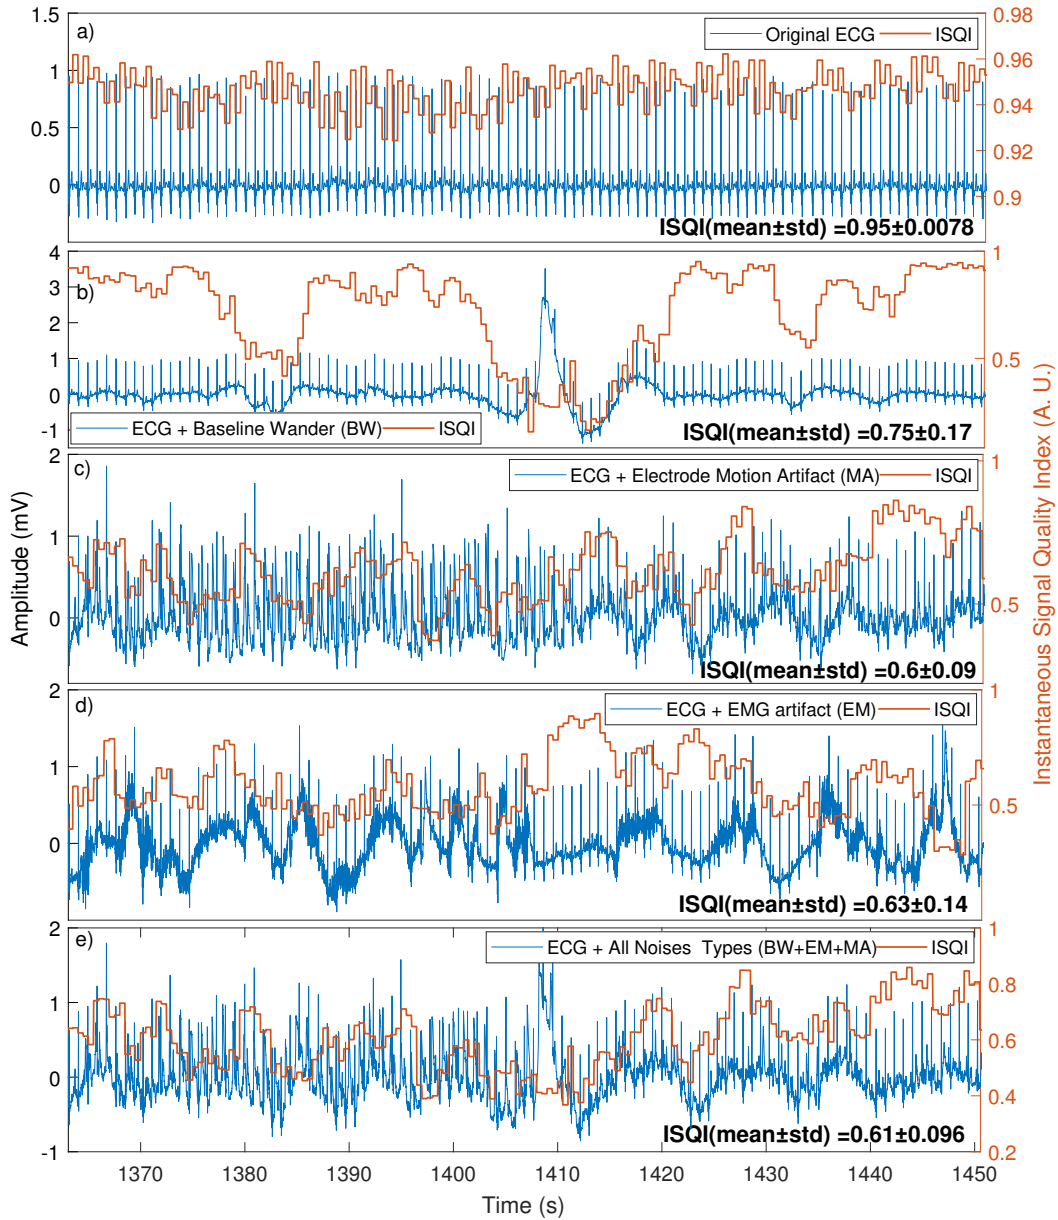 1.5
1
0.5
0
a)
Original ECG
ISQI
0.98
0.96
0.94
0.92
0.9
ISQI(mean±std) =0.95±0.0078
4
3
2
1
0
-1
b)
ECG + Baseline Wander (BW)
ISQI
1
0.5
ISQI(mean±std) =0.75±0.17
2
1
0
-1
c)
ECG + Electrode Motion Artifact (MA)
ISQI
1
0.5
ISQI(mean±std) =0.6±0.09
2
1
0
d)
ECG + EMG artifact (EM)
ISQI
1
0.5
ISQI(mean±std) =0.63±0.14
2
1
0
-1
e)
ECG + All Noises Types (BW+EM+MA)
ISQI
1
0.8
0.6
0.4
0.2
ISQI(mean±std) =0.61±0.096
1370
1380
1390
1400
1410
1420
1430
1440
1450
Time (s)
Amplitude (mV)
Instantaneous Signal Quality Index (A. U.)